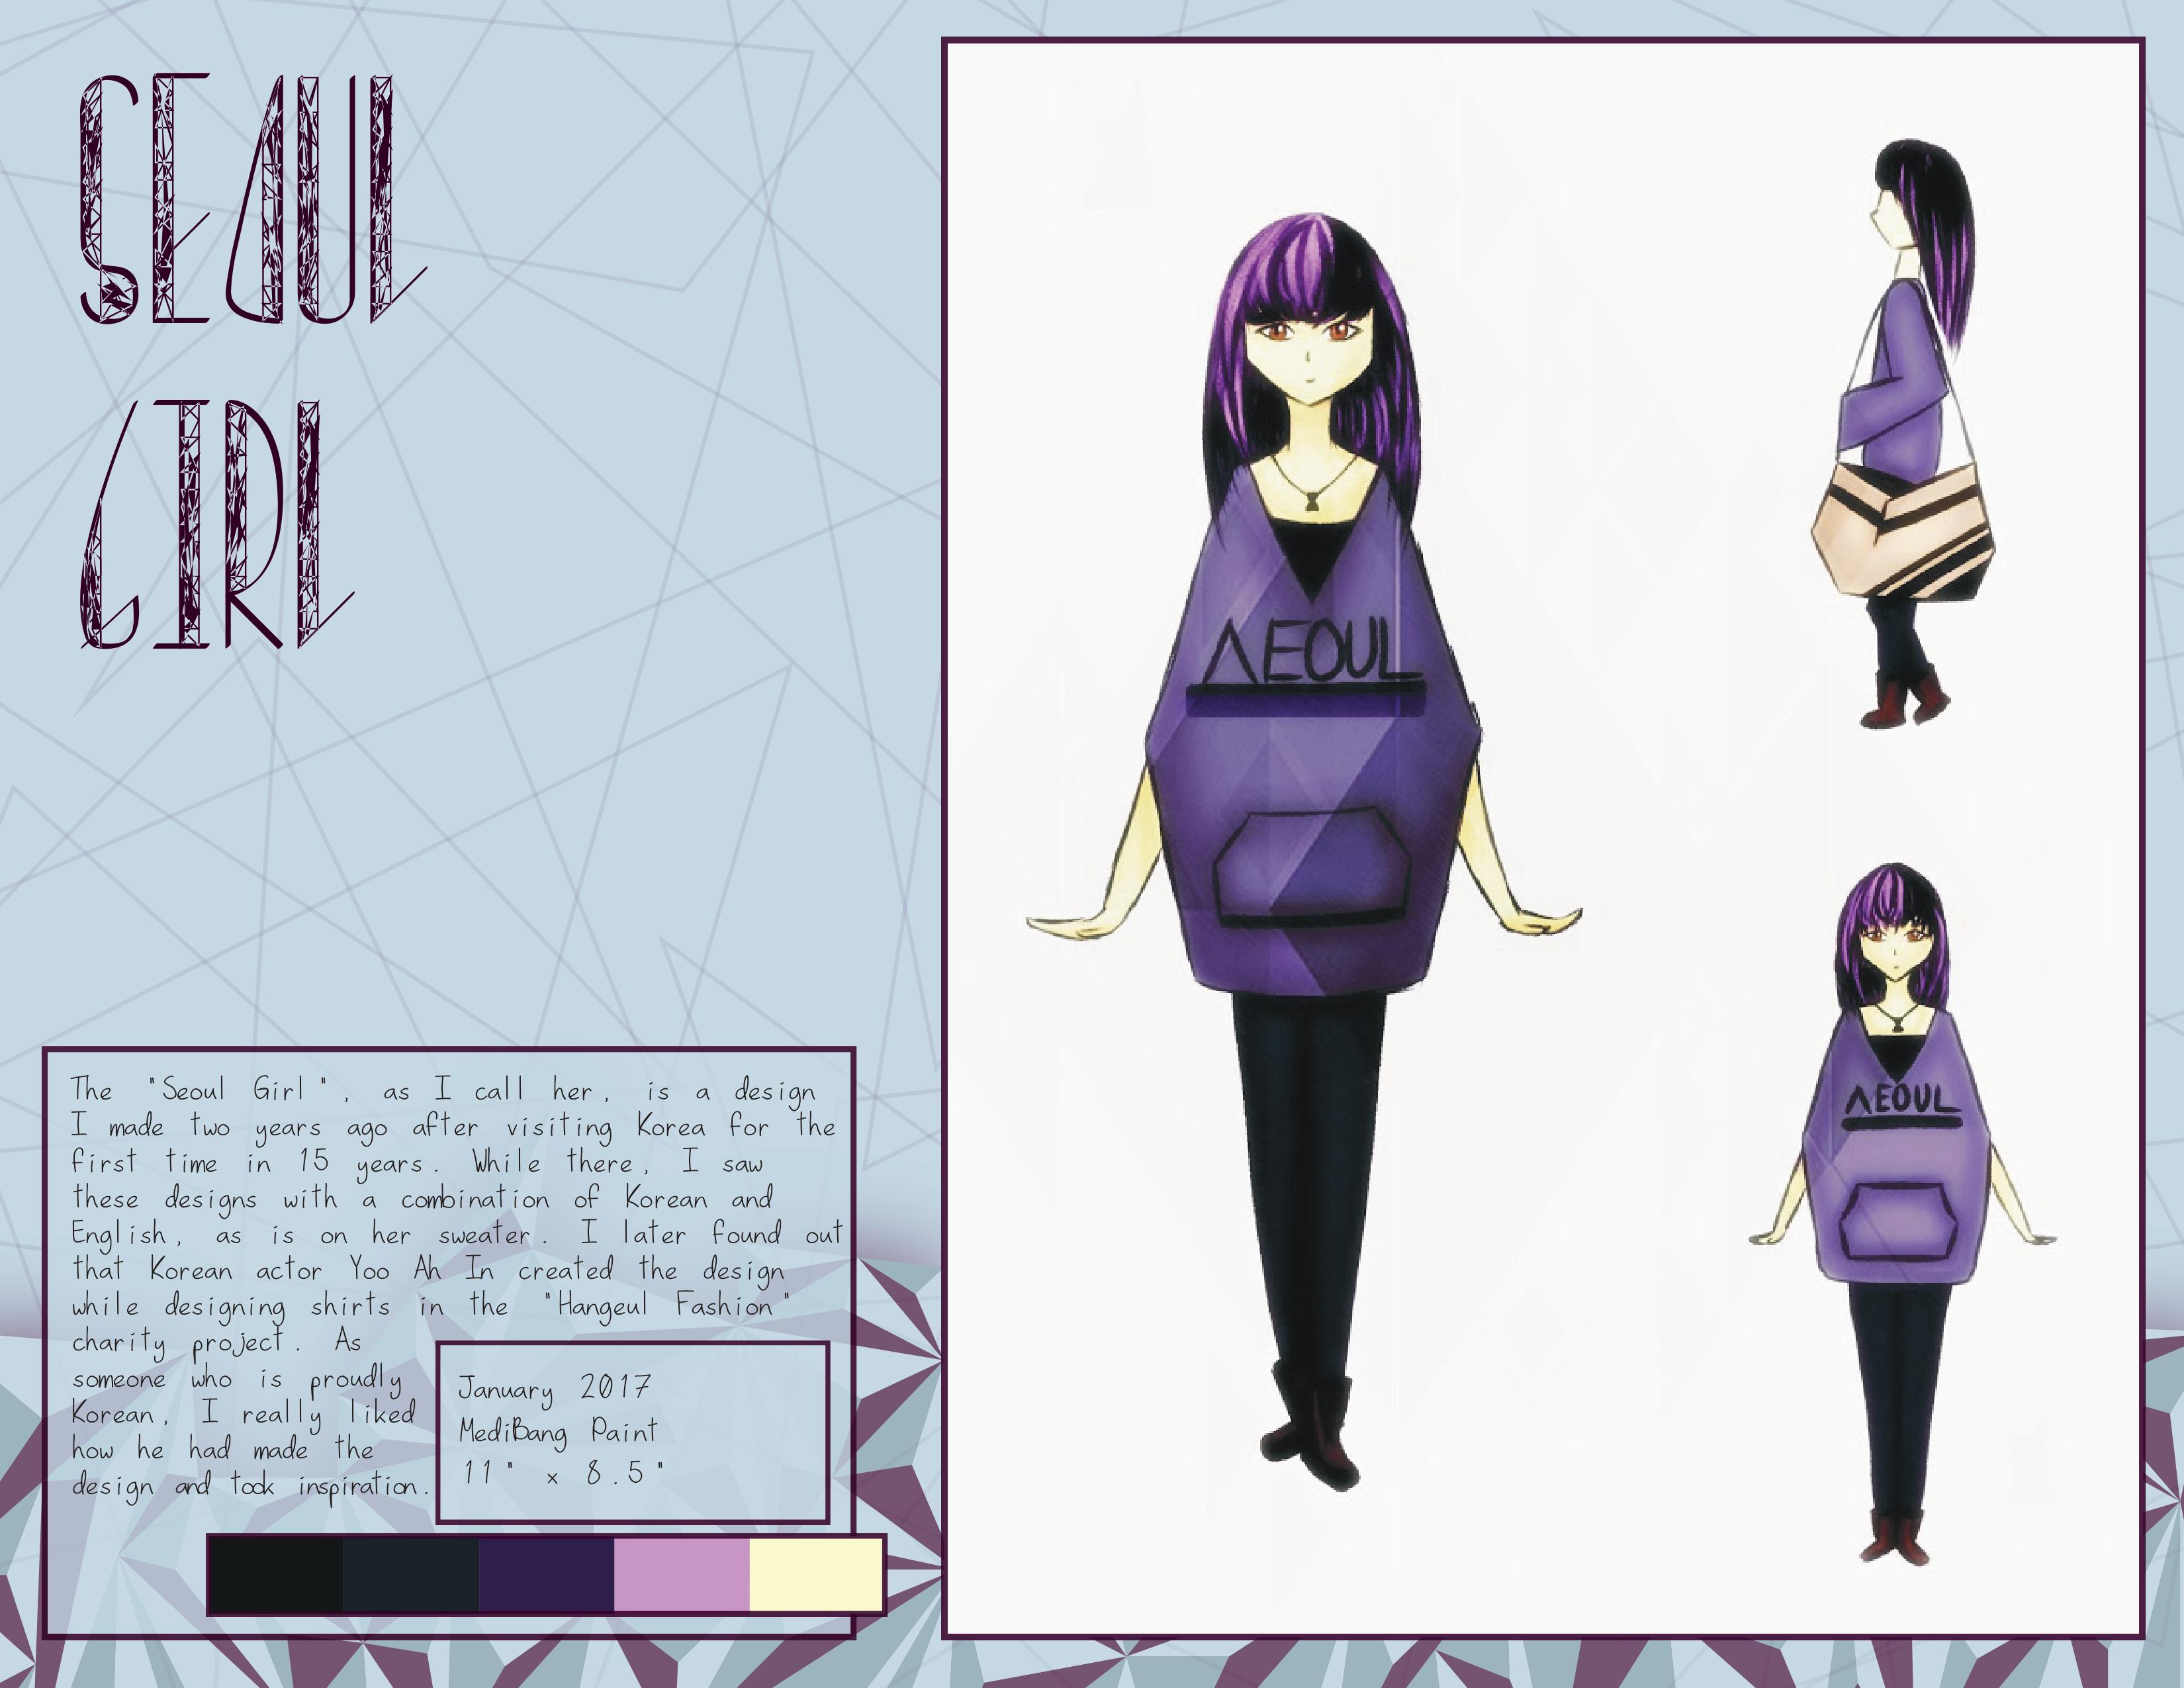 SEOUL
GIRL
ㅅEOUL
ㅅEOUL
The "Seoul Girl", as I call her, is a design
I made two years ago after visiting Korea for the
first time in 15 years. While there, I saw
these designs with a combination of Korean and
English, as is on her sweater. I later found out
that Korean actor Yoo Ah In created the design
while designing shirts in the "Hangeul Fashion"
charity project. As
someone who is proudly
Korean, I really liked
how he had made the
design and took inspiration.
January 2017
MediBang Paint
11" x 8.5"